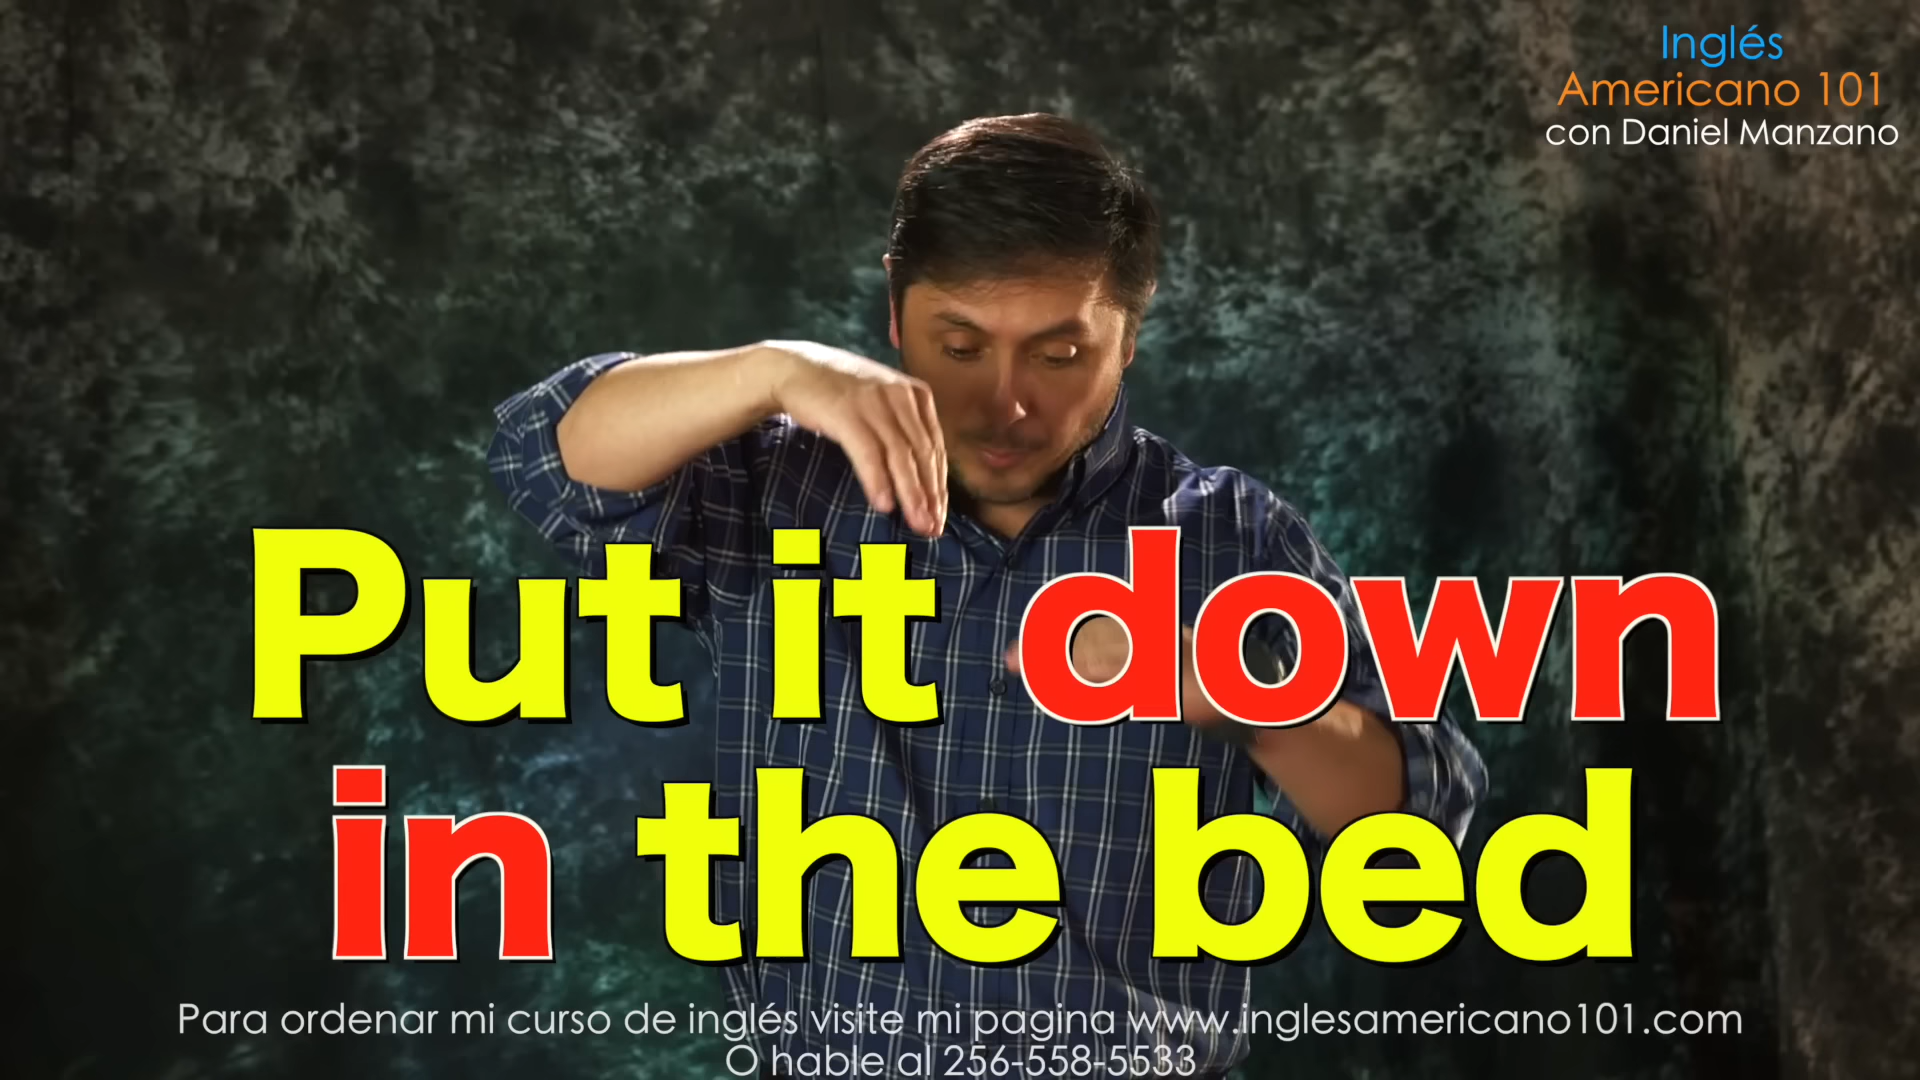 Inglés
Americano 101
con Daniel Manzano
Put it down
in the bed
Para ordenar mi curso de inglés visite mi pagina www.inglesamericano101.com
O hable al 256-558-5533